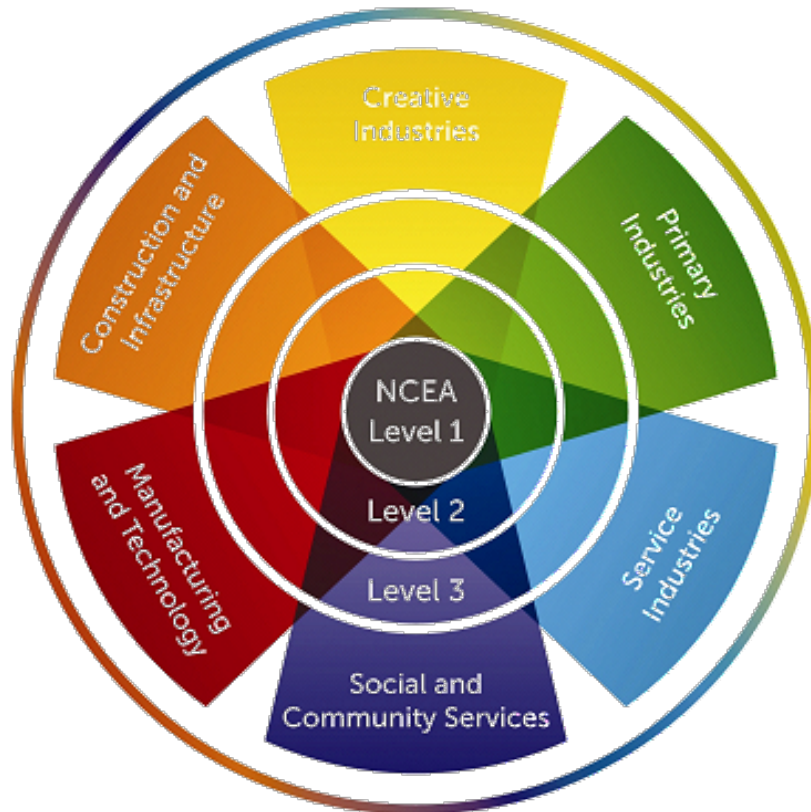 Creative
Industries
Primary
Industries
Service
Industries
Social and
Community Services
Manufacturing
and Technology
Construction and
Infrastructure
NCEA
Level 1
Level 2
Level 3